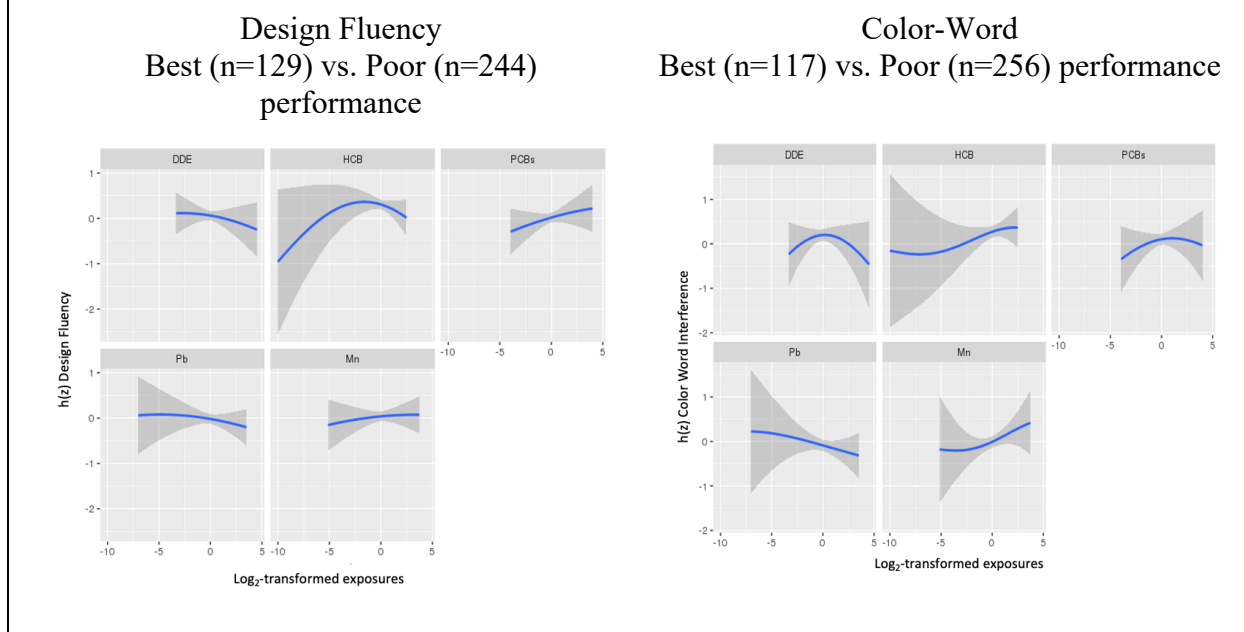 Design Fluency
Best (n=129) vs. Poor (n=244)
performance
DDE
HCB
PCBs
1
0
-1
-2
-10
-5
0
5
Pb
Mn
1
0
-1
-2
-10
-5
0
5
-10
-5
0
5
h(z) Design Fluency
Log2-transformed exposures
Color-Word
Best (n=117) vs. Poor (n=256) performance
DDE
HCB
PCBs
1
0
-1
-2
-10
-5
0
5
Pb
Mn
1
0
-1
-2
-10
-5
0
5
-10
-5
0
5
h(z) Color Word Interference
Log2-transformed exposures